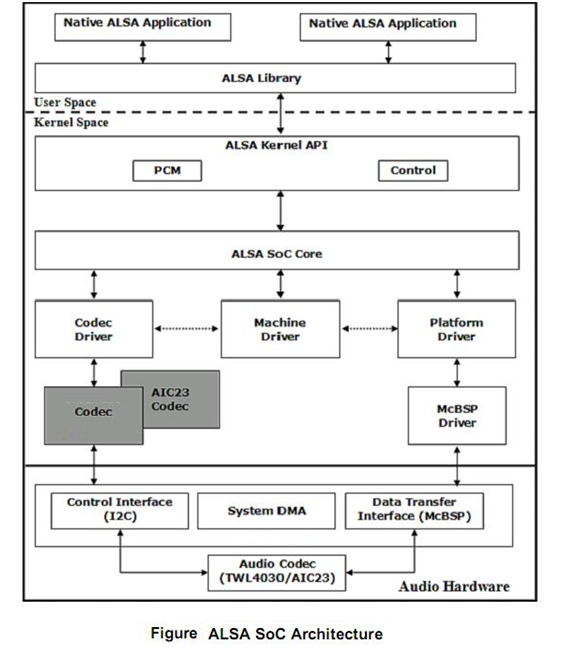 Native ALSA Application
Native ALSA Application
ALSA Library
User Space
Kernel Space
ALSA Kernel API
PCM
Control
ALSA SoC Core
Codec
Driver
Machine
Driver
Platform
Driver
Codec
AIC23
Codec
McBSP
Driver
Control Interface
(I2C)
System DMA
Data Transfer
Interface (McBSP)
Audio Codec
(TWL4030/AIC23)
Audio Hardware
Figure ALSA SoC Architecture